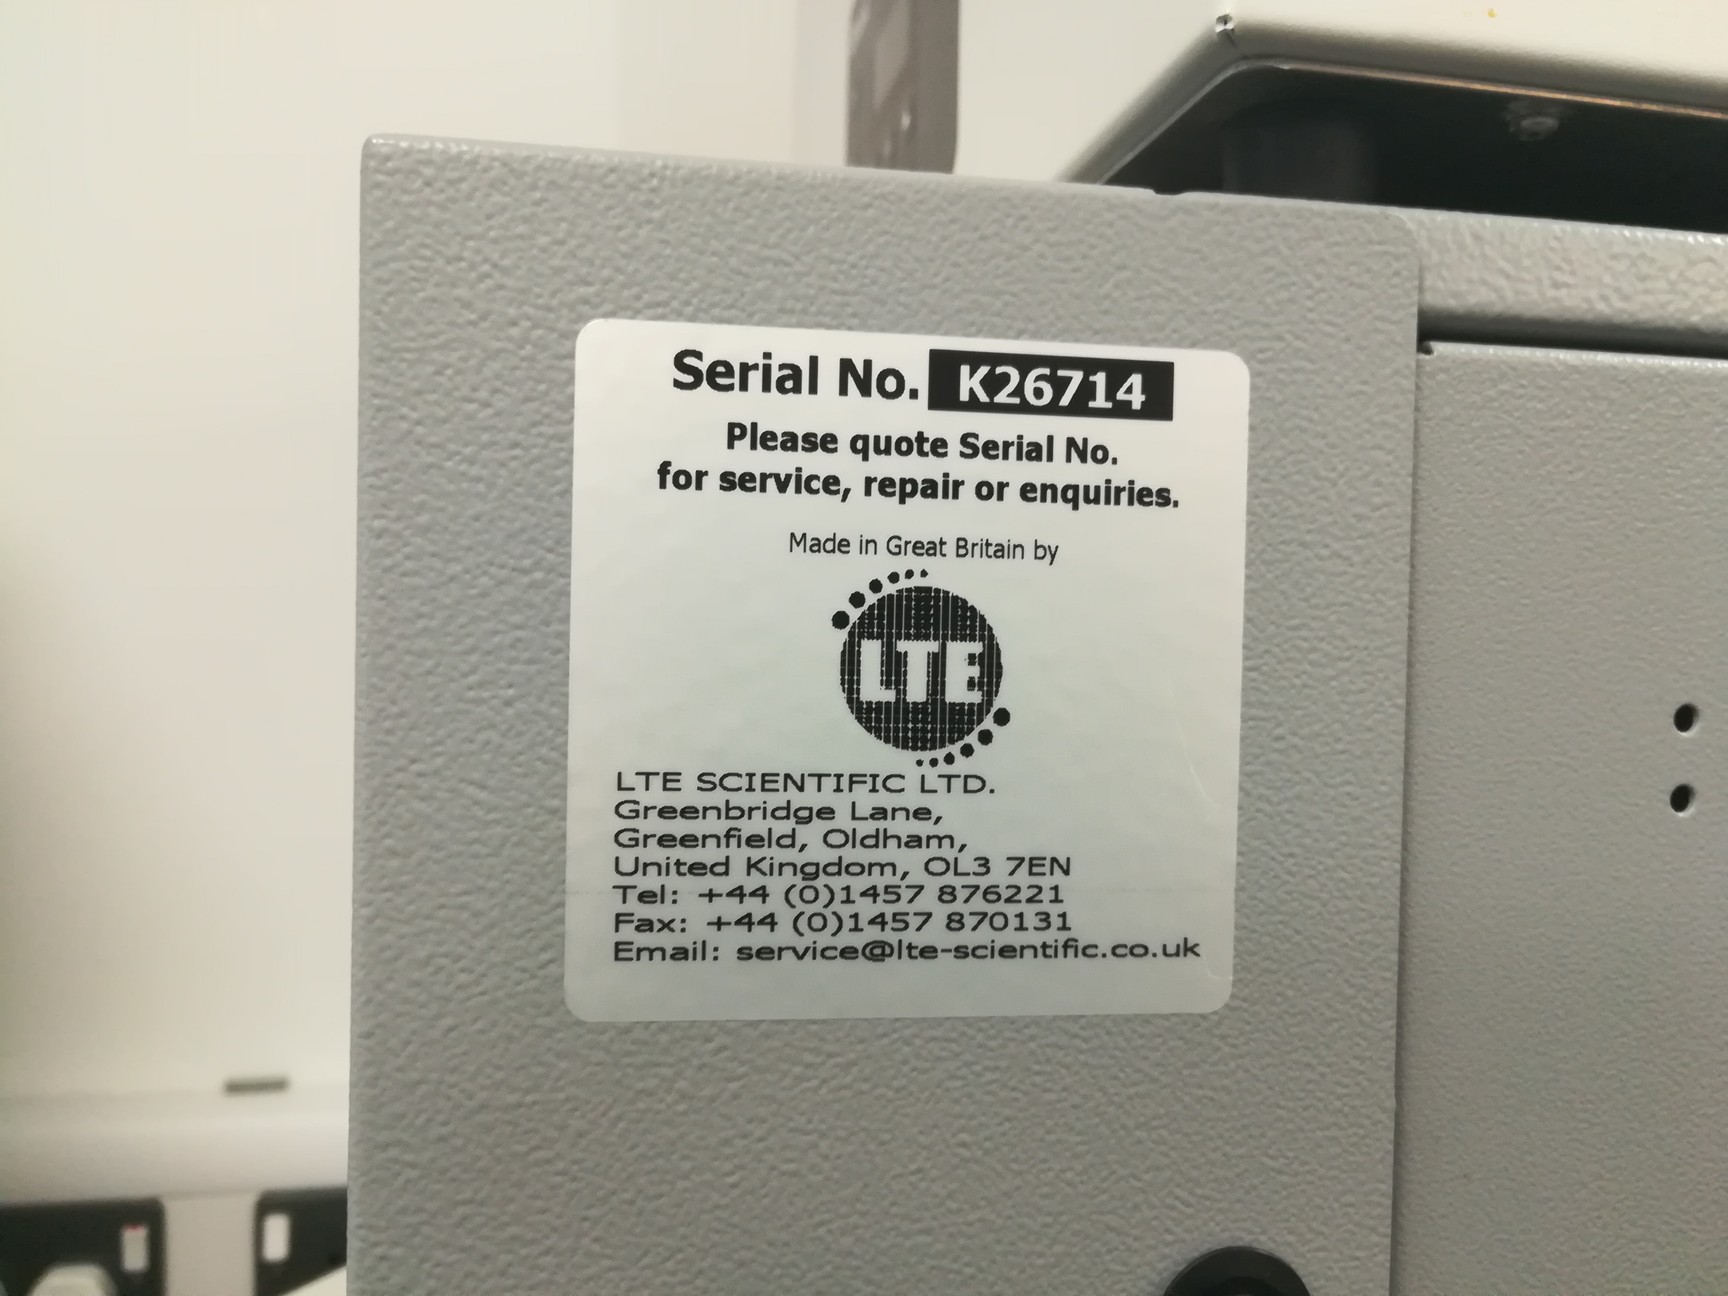 Serial No. K26714
Please quote Serial No.
for service, repair or enquiries.
Made in Great Britain by
LTE
LTE SCIENTIFIC LTD.
Greenbridge Lane,
Greenfield, Oldham,
United Kingdom, OL3 7EN
Tel: +44 (0)1457 876221
Fax: +44 (0)1457 870131
Email: service@lte-scientific.co.uk